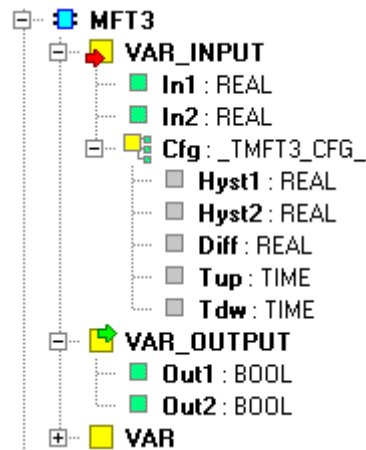 MFT3
VAR_INPUT
In1 : REAL
In2 : REAL
Cfg : _TMFT3_CFG_
Hyst1 : REAL
Hyst2 : REAL
Diff : REAL
Tup : TIME
Tdw : TIME
VAR_OUTPUT
Out1 : BOOL
Out2 : BOOL
VAR